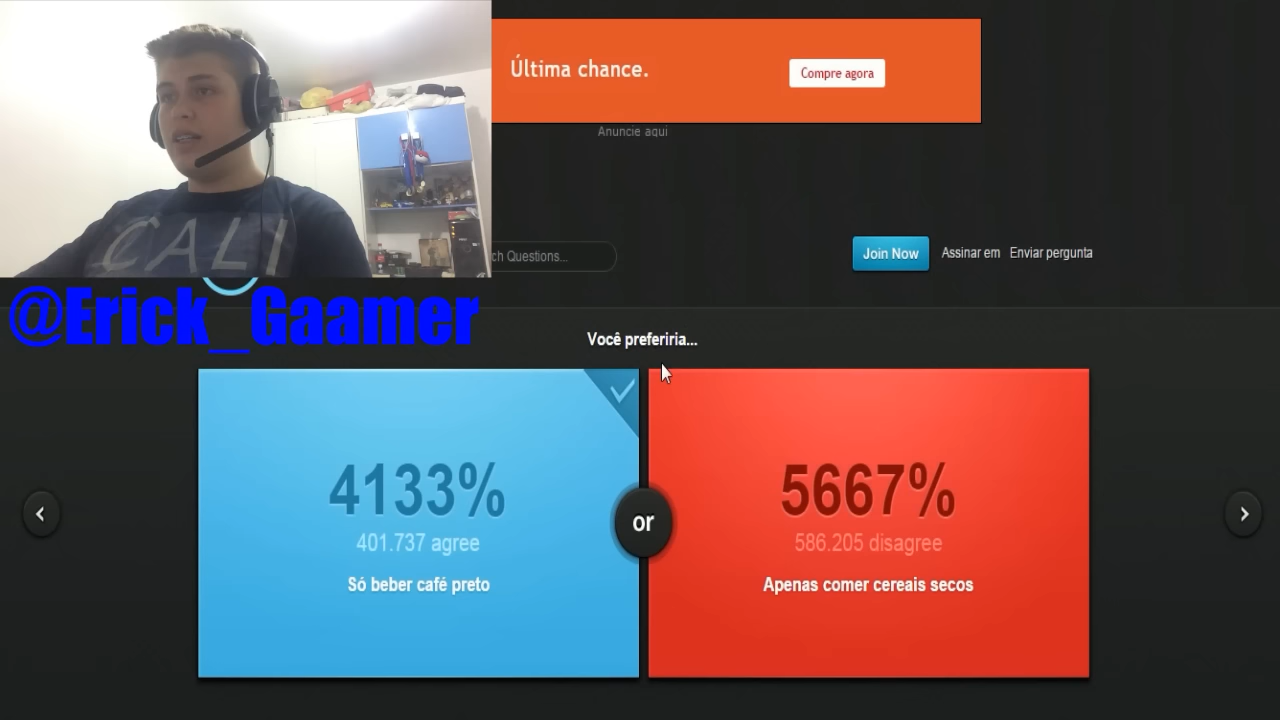 Última chance.
Compre agora
Anuncie aqui
CALI
ch Questions...
Join Now
Assinar em
Enviar pergunta
@Erick_Gaamer
Você preferiria...
4133%
401.737 agree
Só beber café preto
or
5667%
586.205 disagree
Apenas comer cereais secos